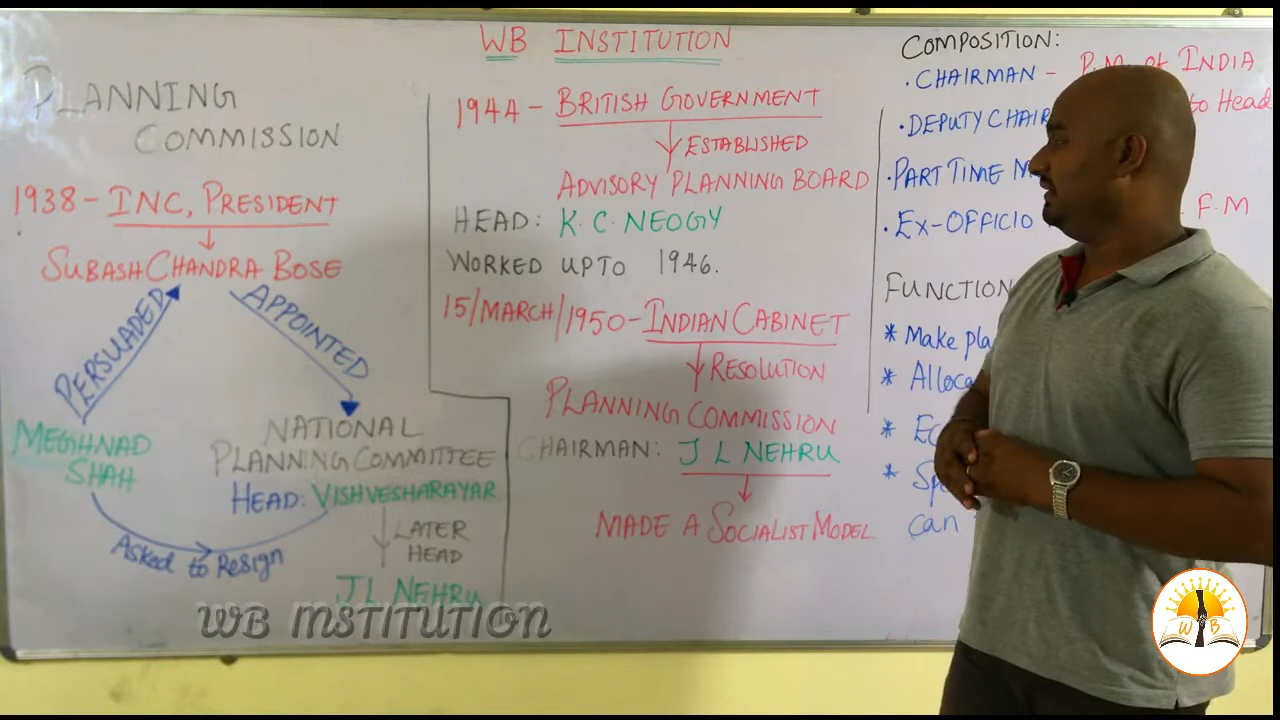 WB INSTITUTION
PLANNING
COMMISSION
1938 - INC, PRESIDENT
SUBASH CHANDRA BOSE
PERSUADED
APPOINTED
MEGHNAD
SHAH
NATIONAL
PLANNING COMMITTEE
HEAD: VISHVESHARAYAR
Asked to Resign
LATER
HEAD
J L NEHRU
1944 - BRITISH GOVERNMENT
ESTABLISHED
ADVISORY PLANNING BOARD
HEAD: K. C. NEOGY
WORKED UPTO 1946.
15/MARCH/1950 - INDIAN CABINET
RESOLUTION
PLANNING COMMISSION
CHAIRMAN: J L NEHRU
MADE A SOCIALIST MODEL
COMPOSITION:
• CHAIRMAN - P.M. of INDIA
• DEPUTY CHAIR to Head
• PART TIME
• EX-OFFICIO F.M
FUNCTION
* Make
*
*
*
can
WB INSTITUTION
W B